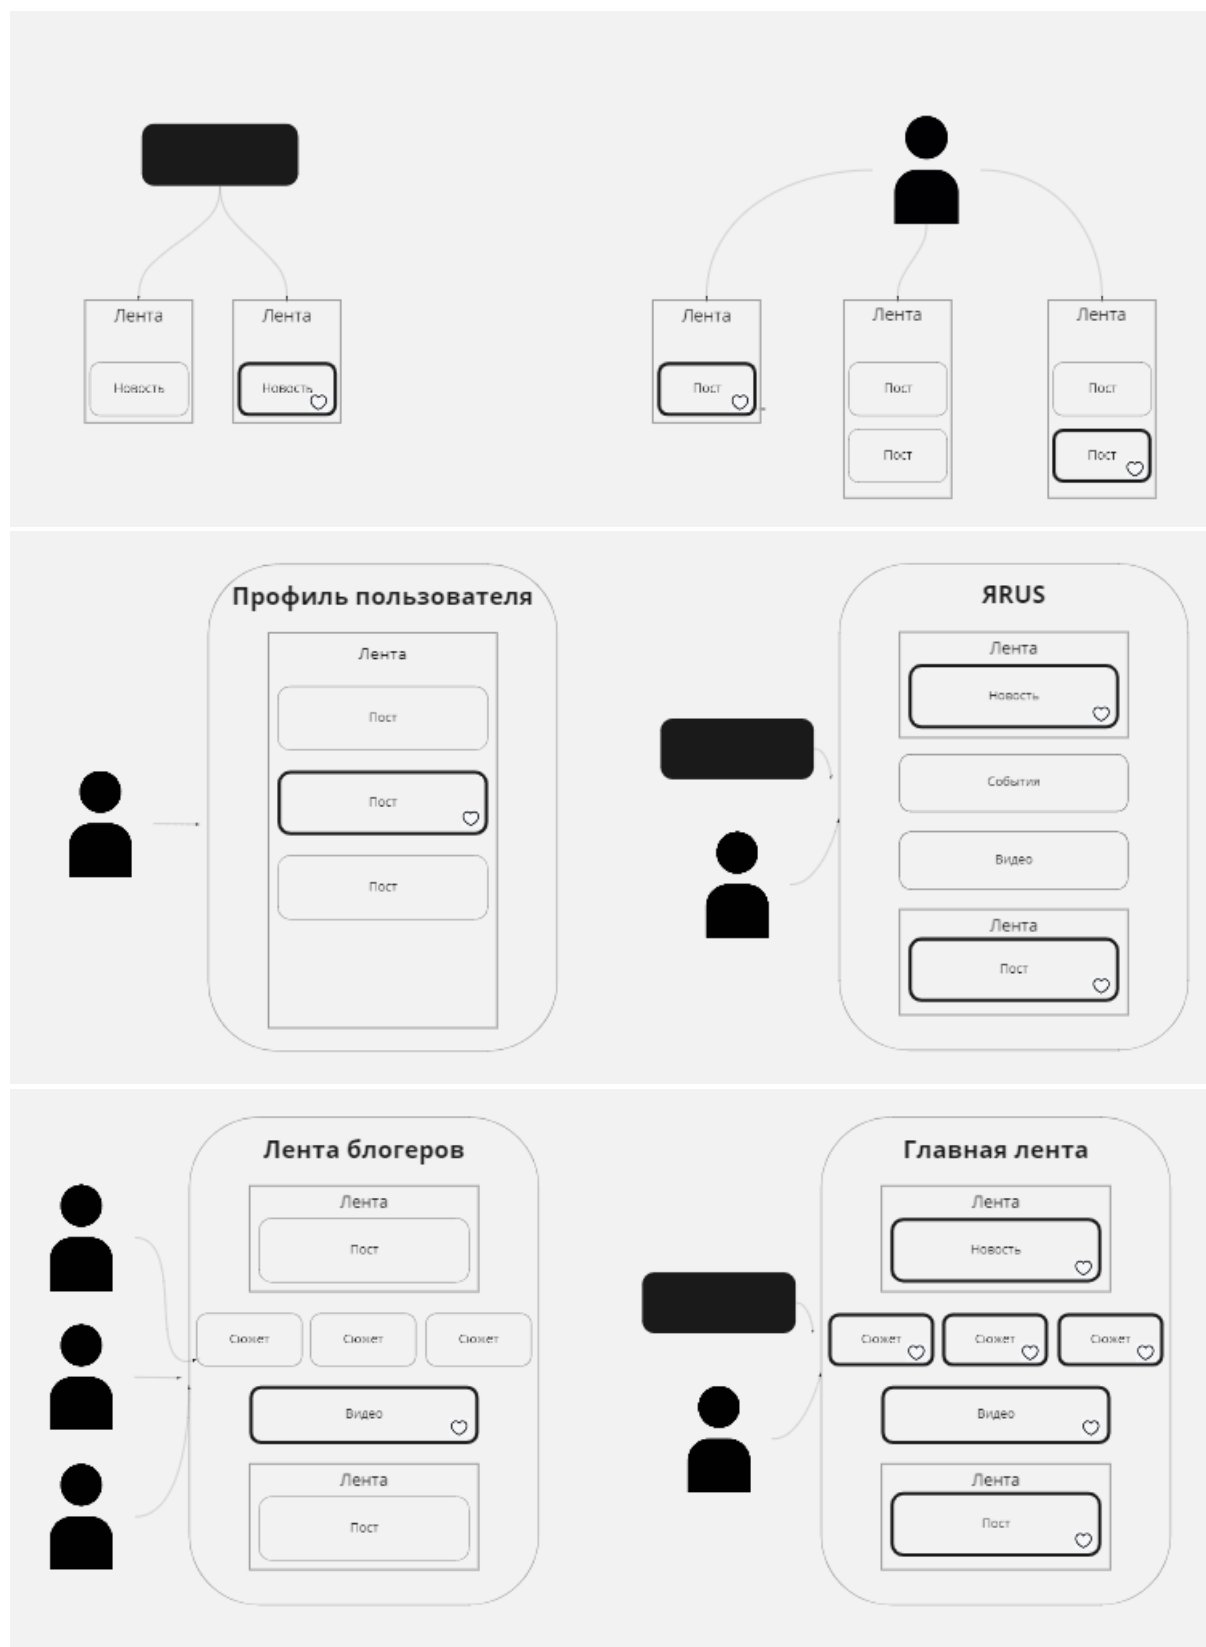 Лента
Новость
Лента
Новость
Лента
Пост
Лента
Пост
Пост
Лента
Пост
Пост
Профиль пользователя
Лента
Пост
Пост
Пост
ЯRUS
Лента
Новость
События
Видео
Лента
Пост
Лента блогеров
Лента
Пост
Сюжет
Сюжет
Сюжет
Видео
Лента
Пост
Главная лента
Лента
Новость
Сюжет
Сюжет
Сюжет
Видео
Лента
Пост